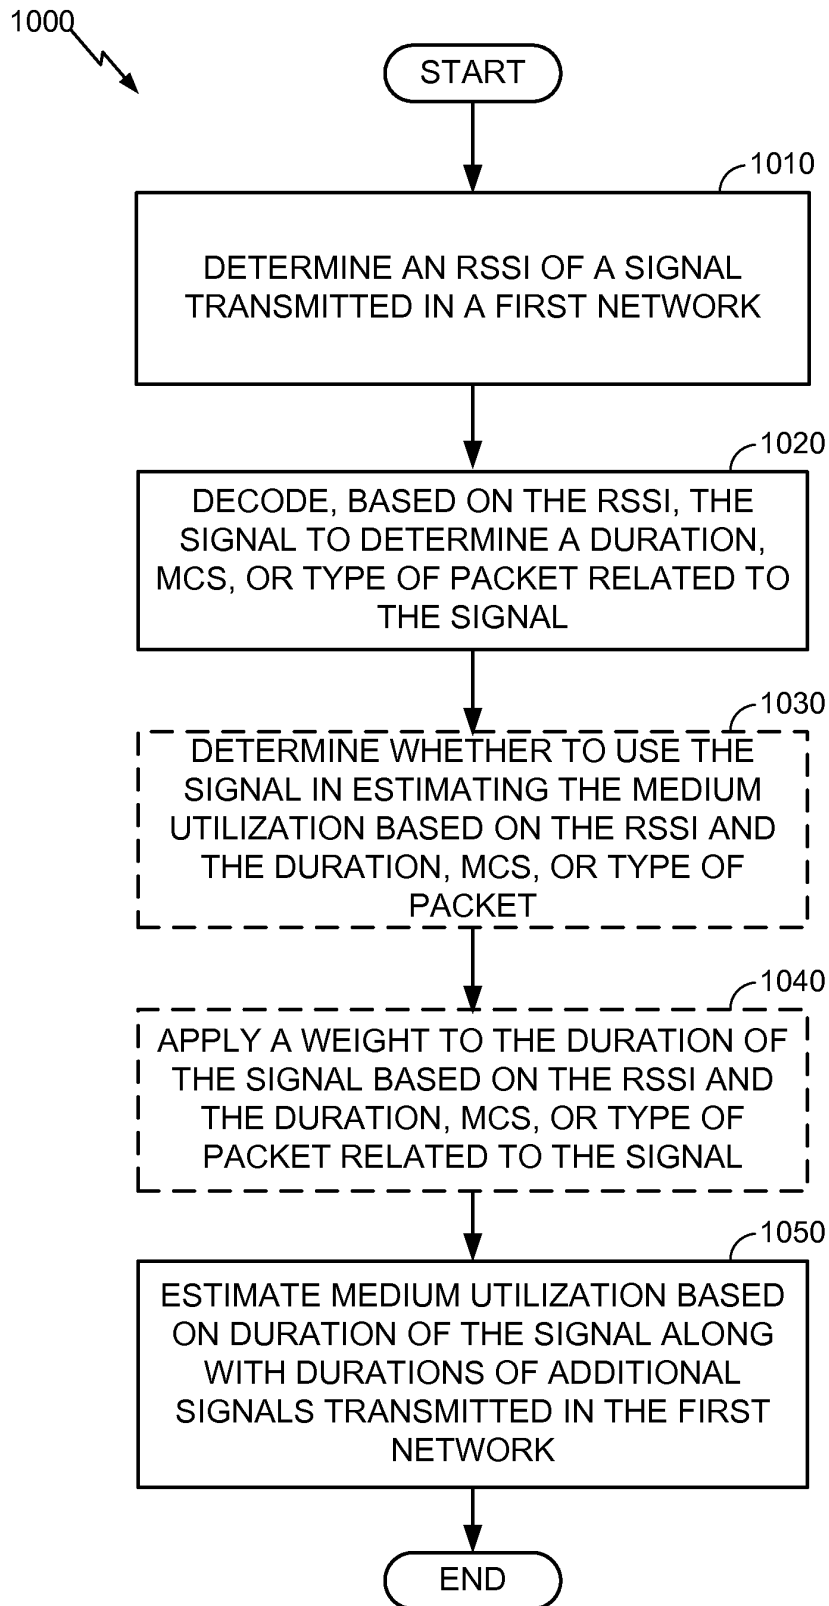 1000
START
1010
DETERMINE AN RSSI OF A SIGNAL
TRANSMITTED IN A FIRST NETWORK
1020
DECODE, BASED ON THE RSSI, THE
SIGNAL TO DETERMINE A DURATION,
MCS, OR TYPE OF PACKET RELATED TO
THE SIGNAL
1030
DETERMINE WHETHER TO USE THE
SIGNAL IN ESTIMATING THE MEDIUM
UTILIZATION BASED ON THE RSSI AND
THE DURATION, MCS, OR TYPE OF
PACKET
1040
APPLY A WEIGHT TO THE DURATION OF
THE SIGNAL BASED ON THE RSSI AND
THE DURATION, MCS, OR TYPE OF
PACKET RELATED TO THE SIGNAL
1050
ESTIMATE MEDIUM UTILIZATION BASED
ON DURATION OF THE SIGNAL ALONG
WITH DURATIONS OF ADDITIONAL
SIGNALS TRANSMITTED IN THE FIRST
NETWORK
END